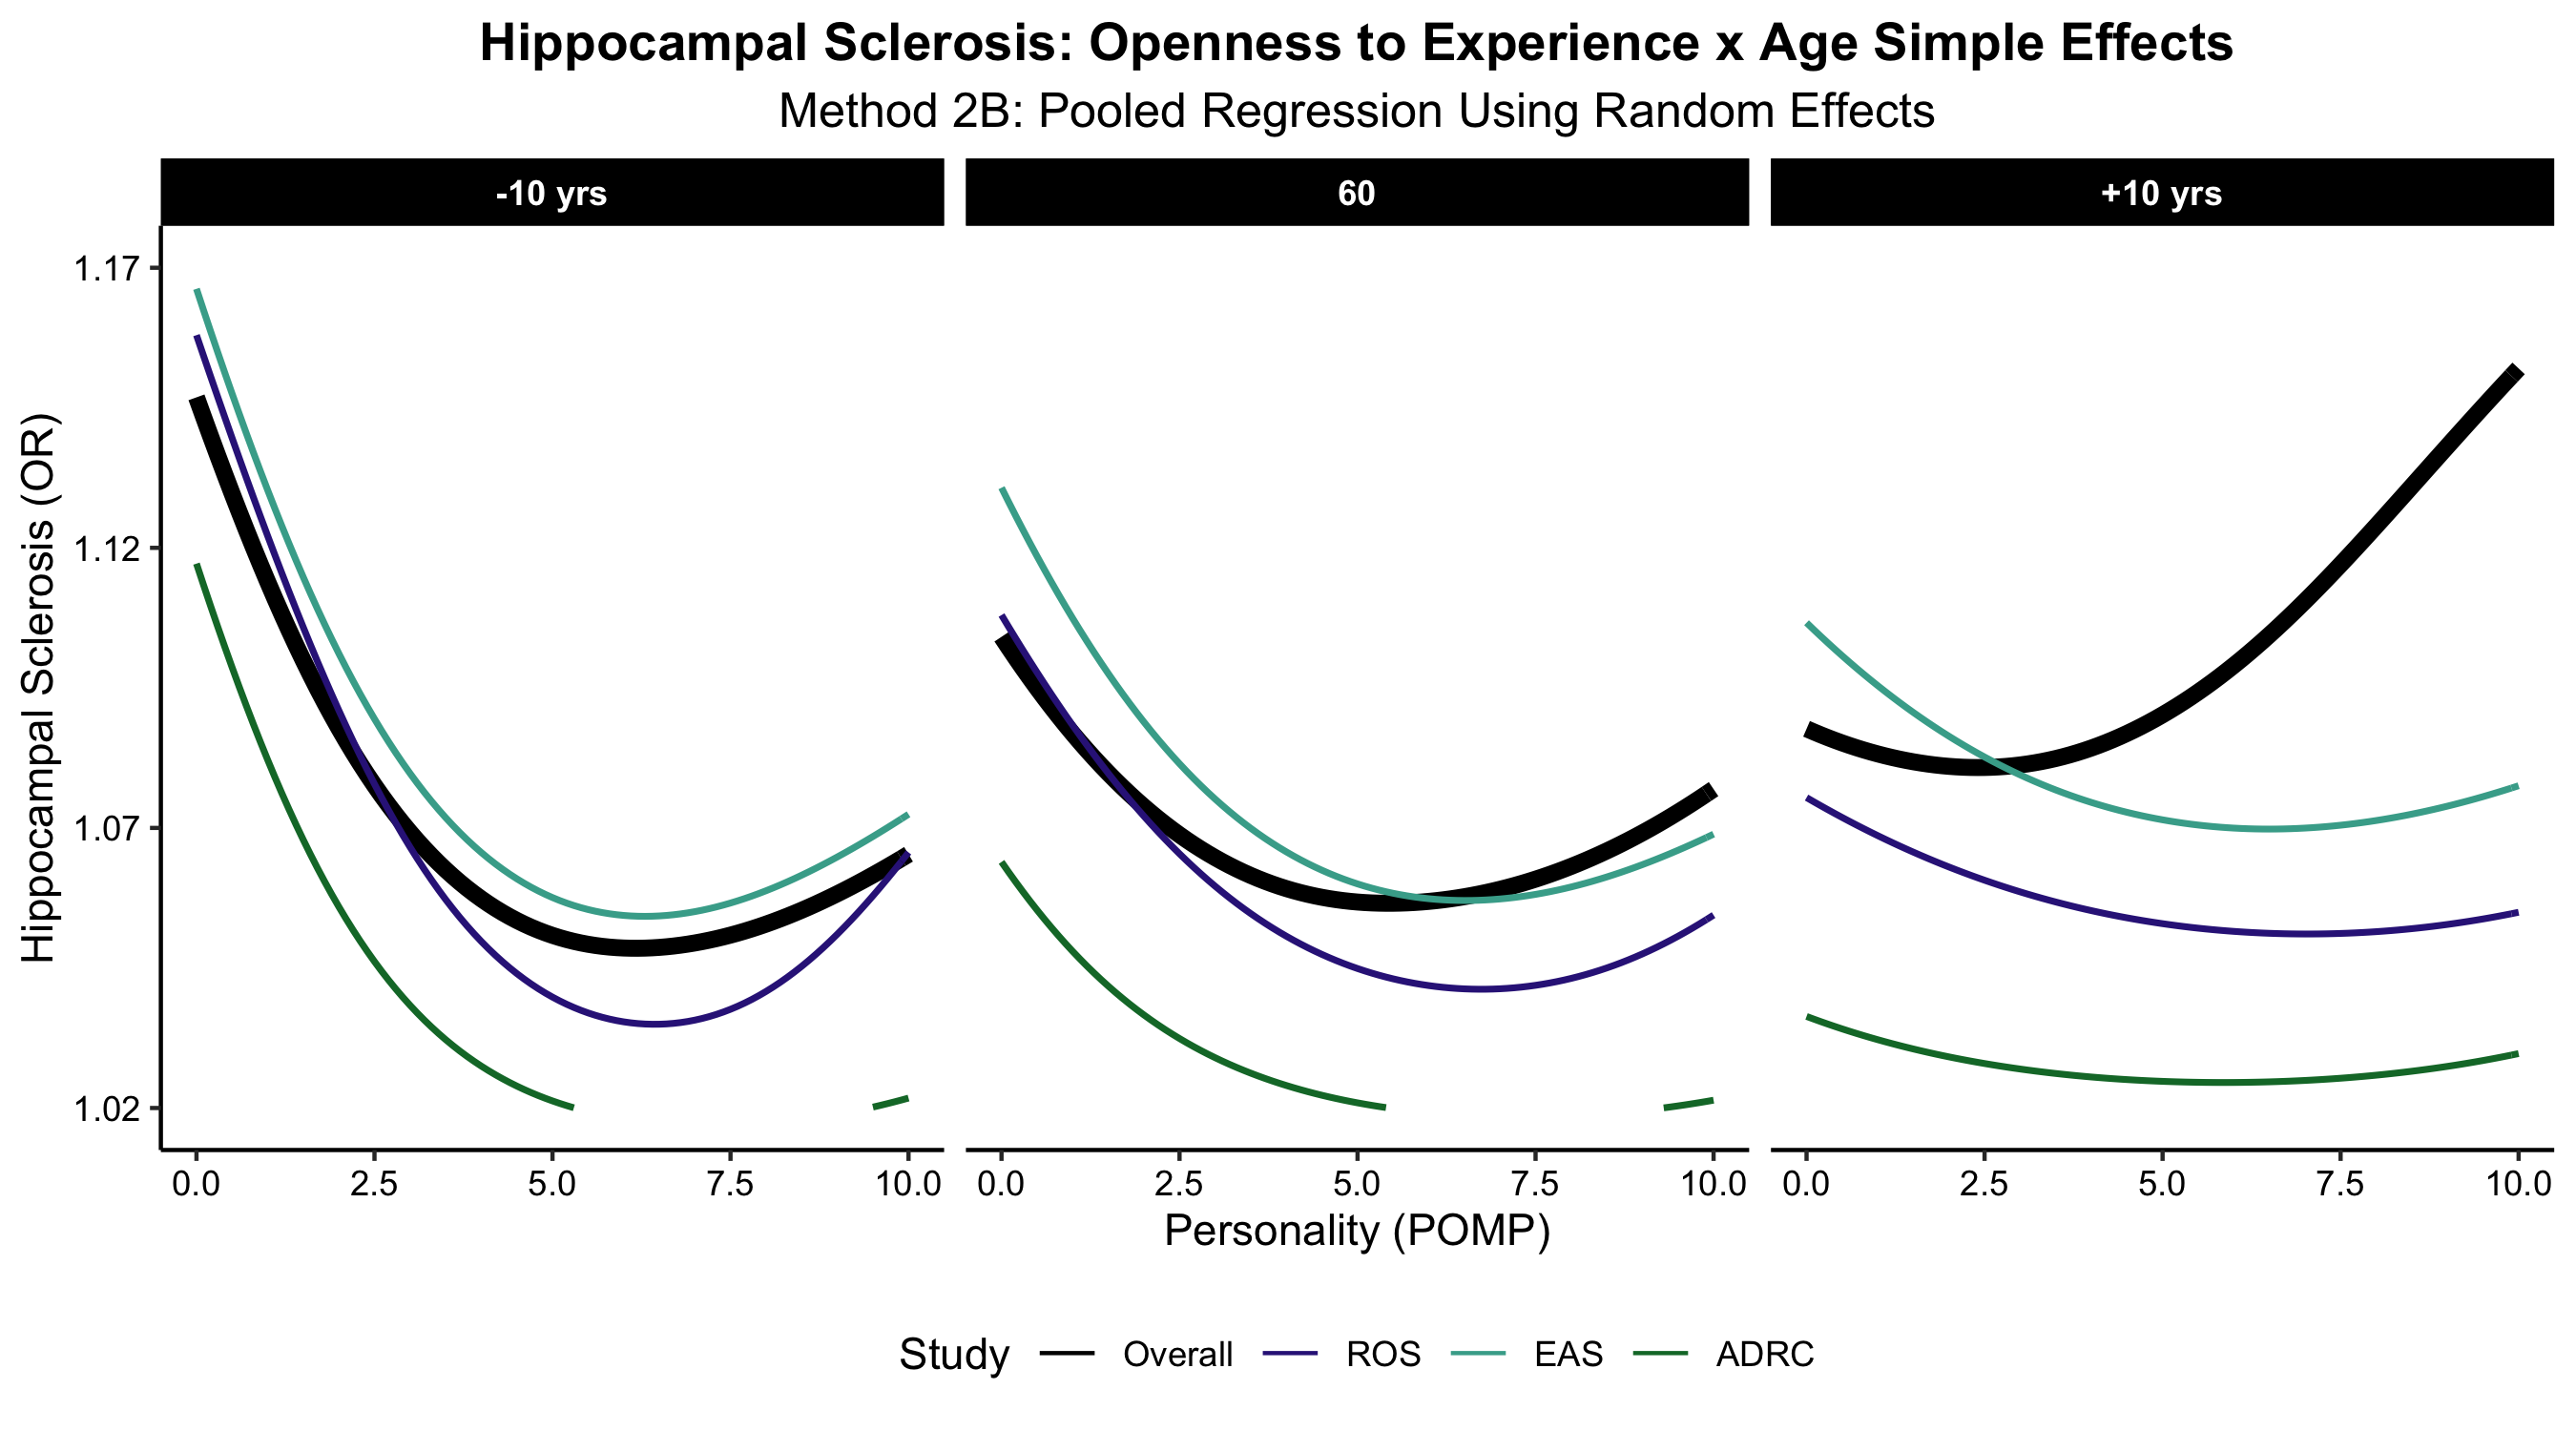 Hippocampal Sclerosis: Openness to Experience x Age Simple Effects
Method 2B: Pooled Regression Using Random Effects
-10 yrs
60
+10 yrs
Hippocampal Sclerosis (OR)
1.17
1.12
1.07
1.02
0.0 2.5 5.0 7.5 10.0
0.0 2.5 5.0 7.5 10.0
0.0 2.5 5.0 7.5 10.0
Personality (POMP)
Study Overall ROS EAS ADRC